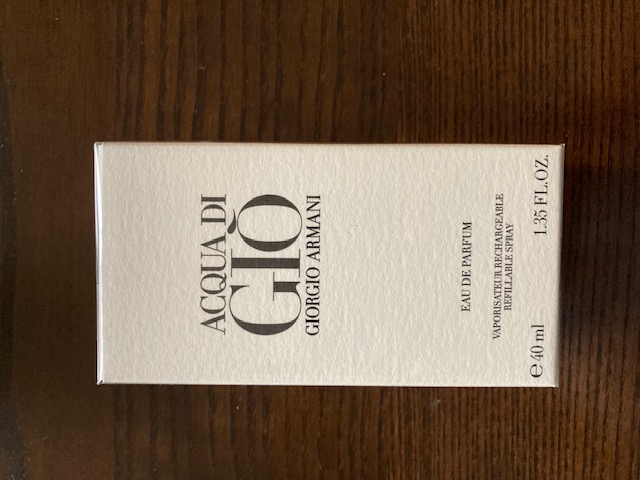 ACQUA DI
GIÒ
GIORGIO ARMANI
EAU DE PARFUM
VAPORISATEUR RECHARGEABLE
REFILLABLE SPRAY
℮ 40 ml 1.35 FL.OZ.